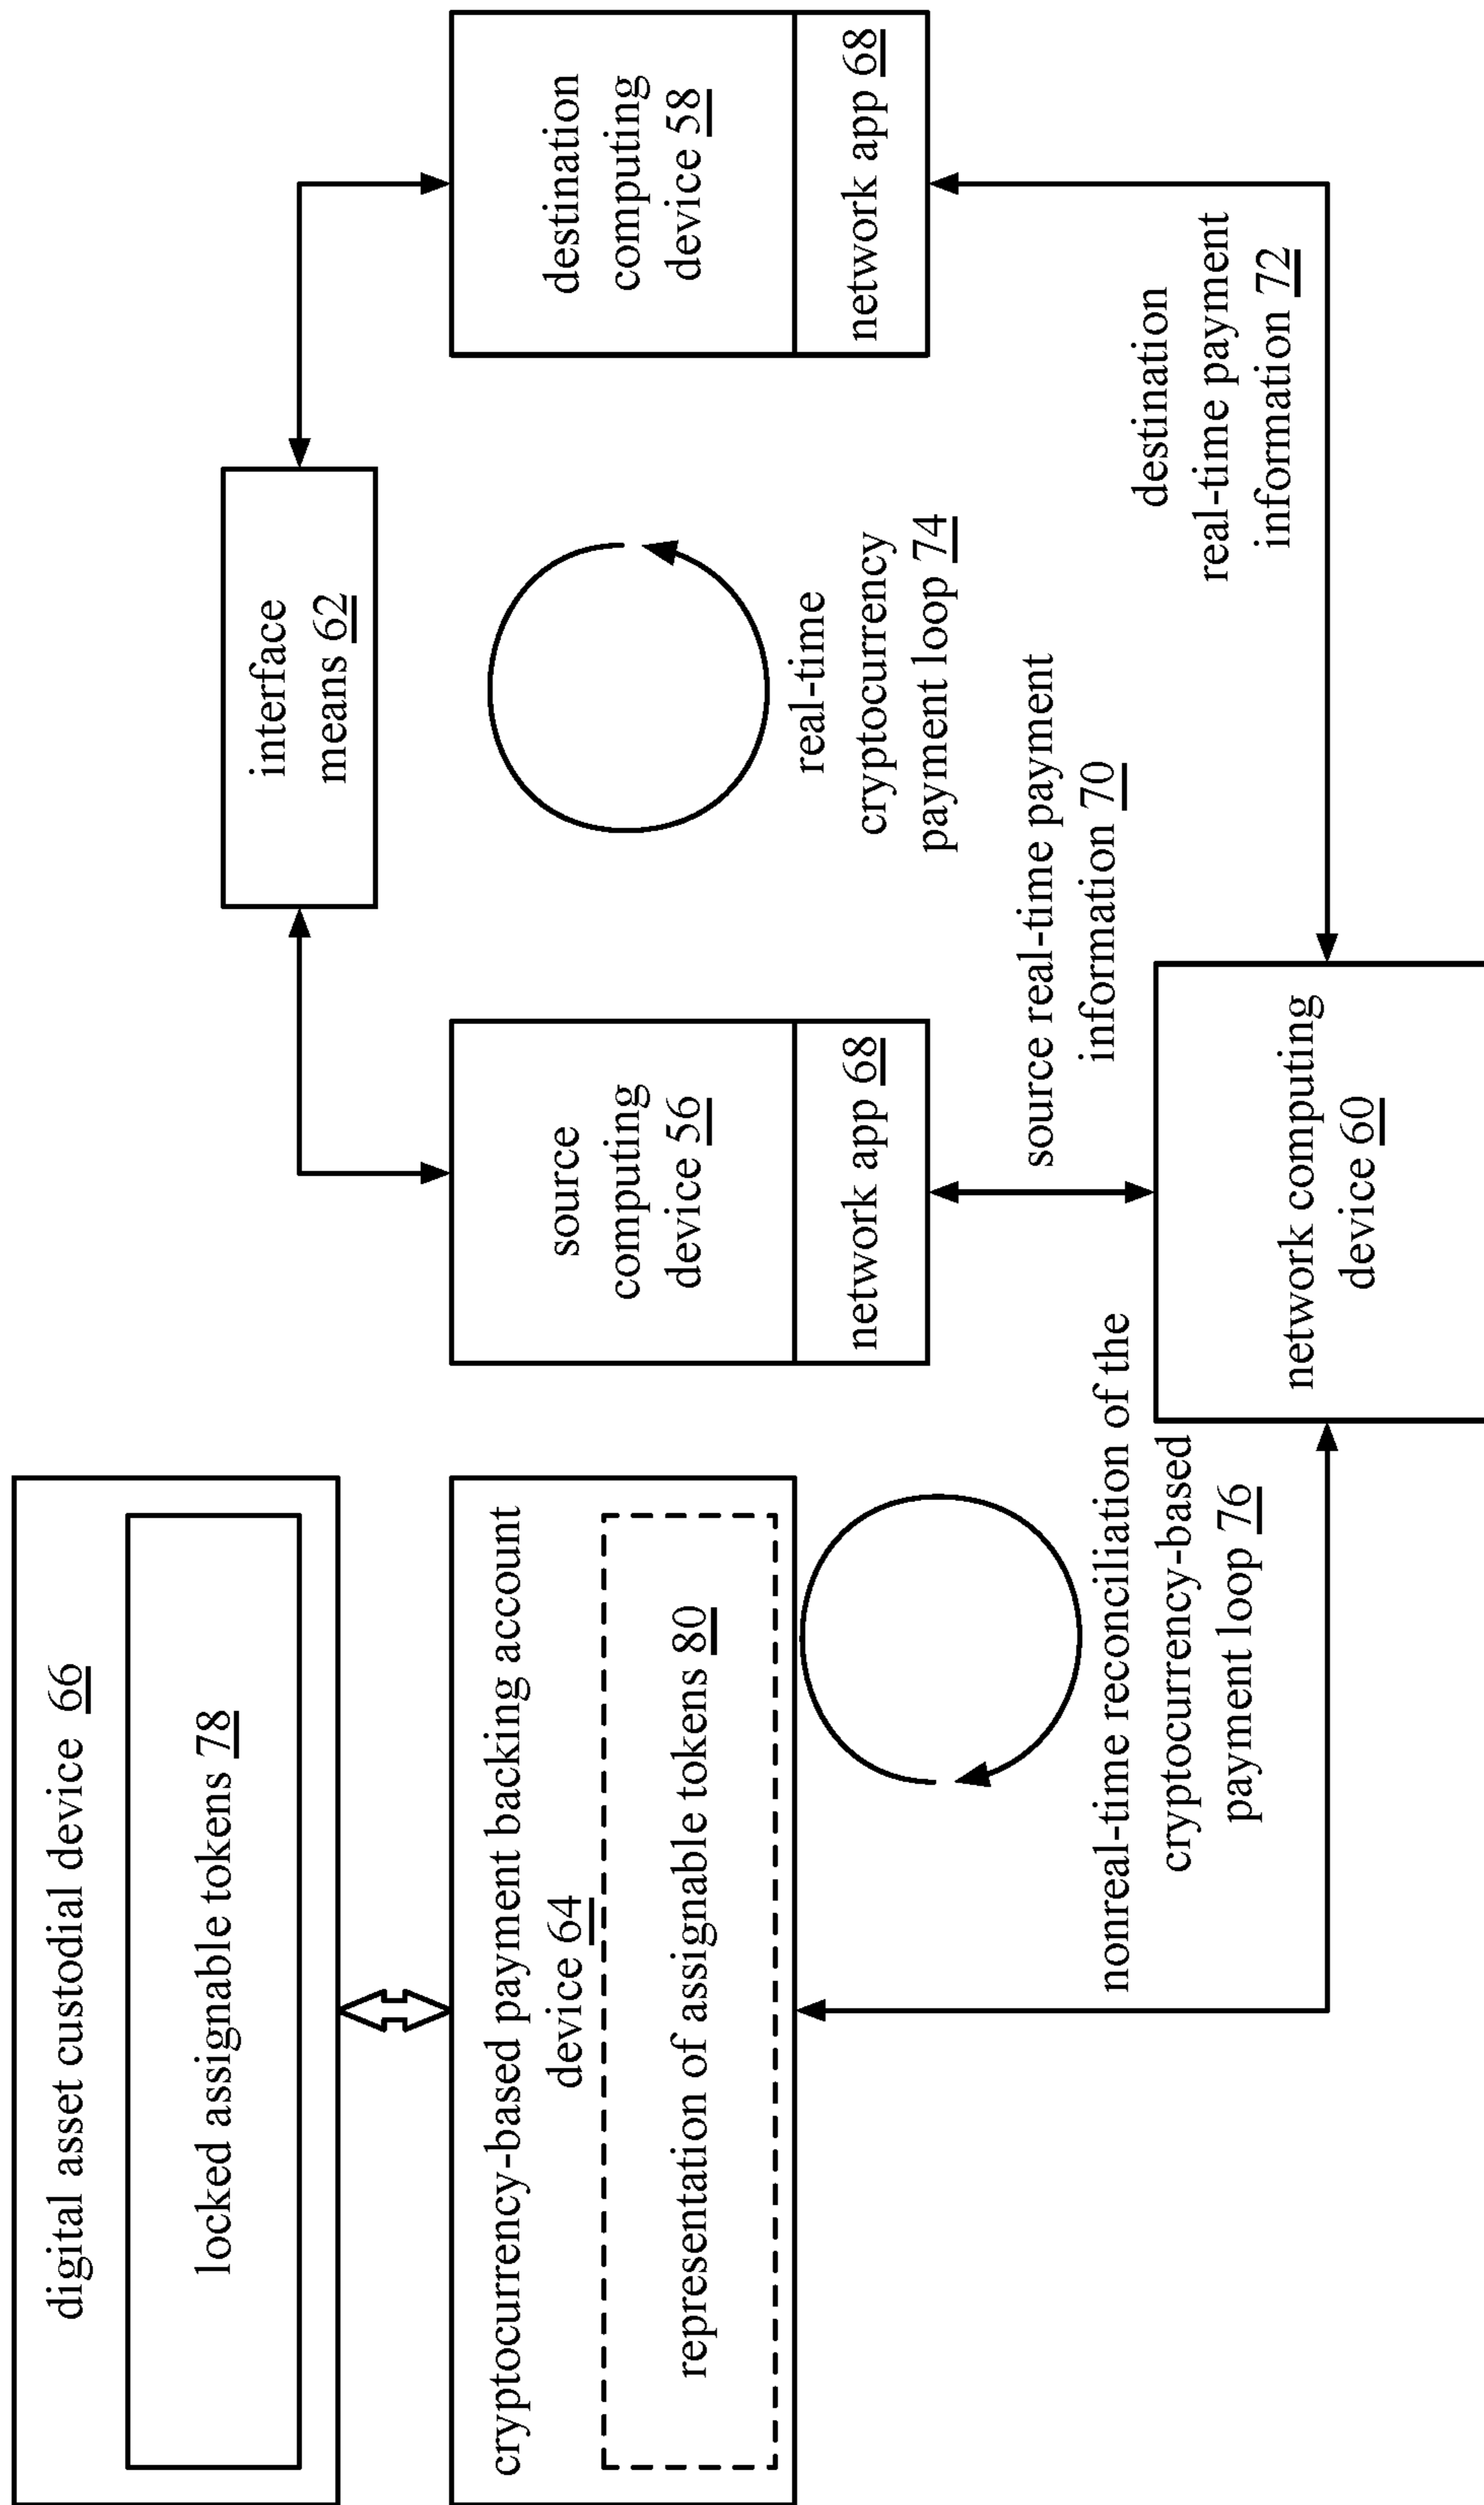 digital asset custodial device 66
locked assignable tokens 78
cryptocurrency-based payment backing account
device 64
representation of assignable tokens 80
nonreal-time reconciliation of the
cryptocurrency-based
payment loop 76
interface
means 62
source
computing
device 56
network app 68
real-time
cryptocurrency
payment loop 74
destination
computing
device 58
network app 68
source real-time payment
information 70
destination
real-time payment
information 72
network computing
device 60